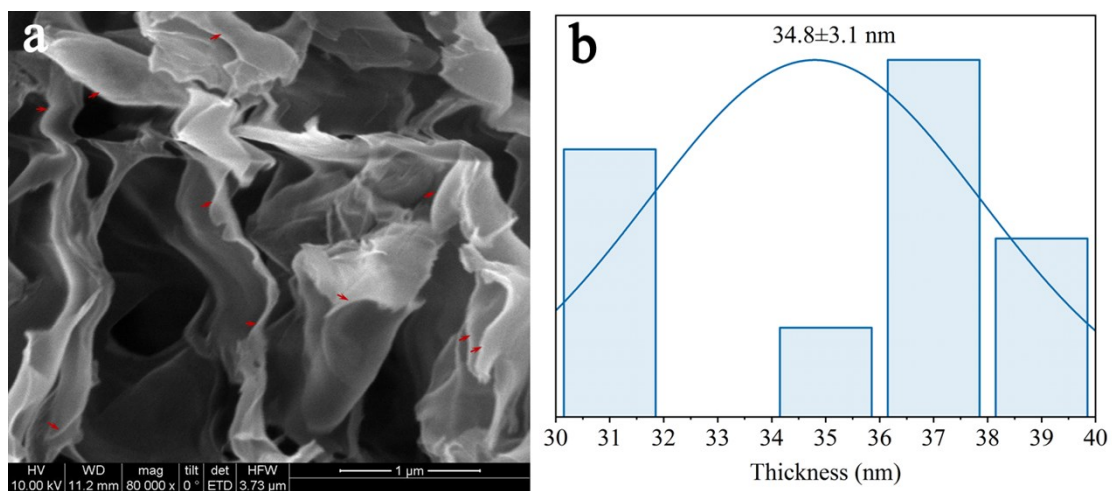 a
HV WD mag tilt det HFW
10.00 kV 11.2 mm 80 000 x 0 ° ETD 3.73 µm
1 µm
b
34.8±3.1 nm
30 31 32 33 34 35 36 37 38 39 40
Thickness (nm)